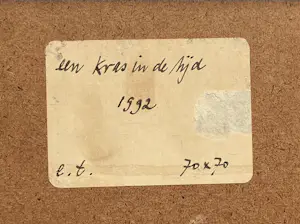 een kras in de tijd
1992
e.t. 70x70